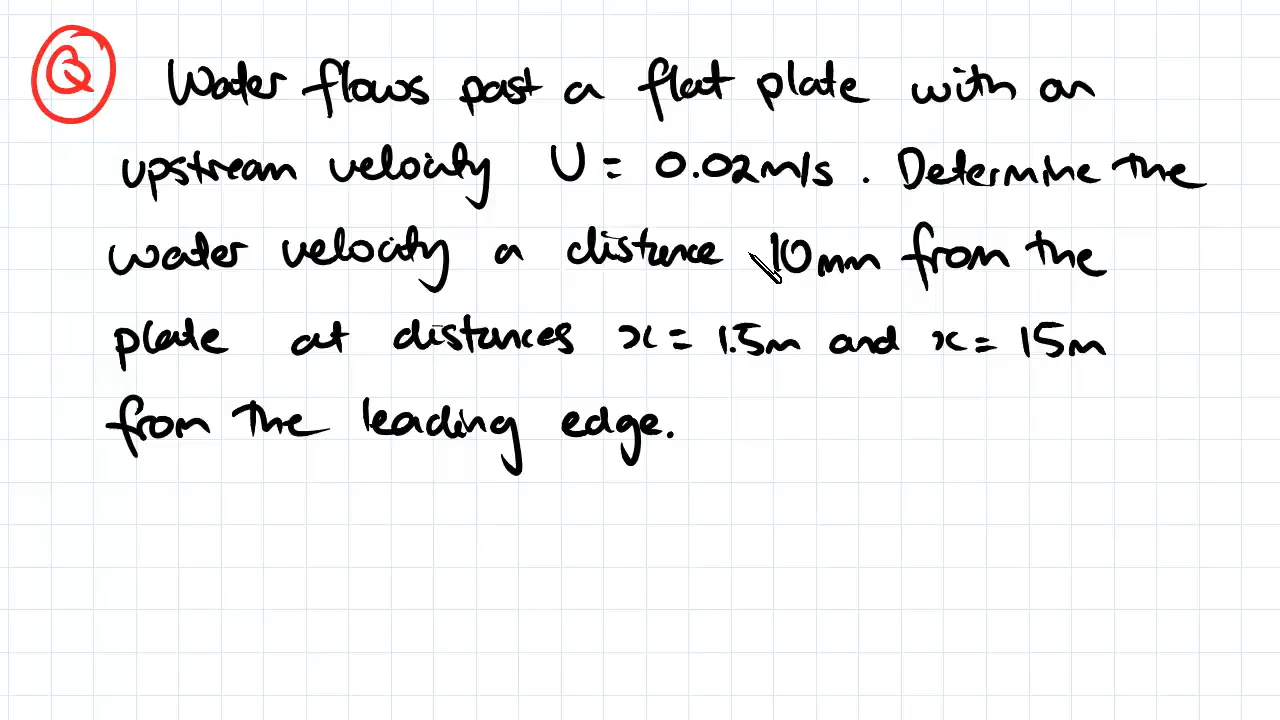 Q Water flows past a flat plate with an
upstream velocity U = 0.02m/s. Determine the
water velocity a distance 10mm from the
plate at distances x = 1.5m and x = 15m
from the leading edge.